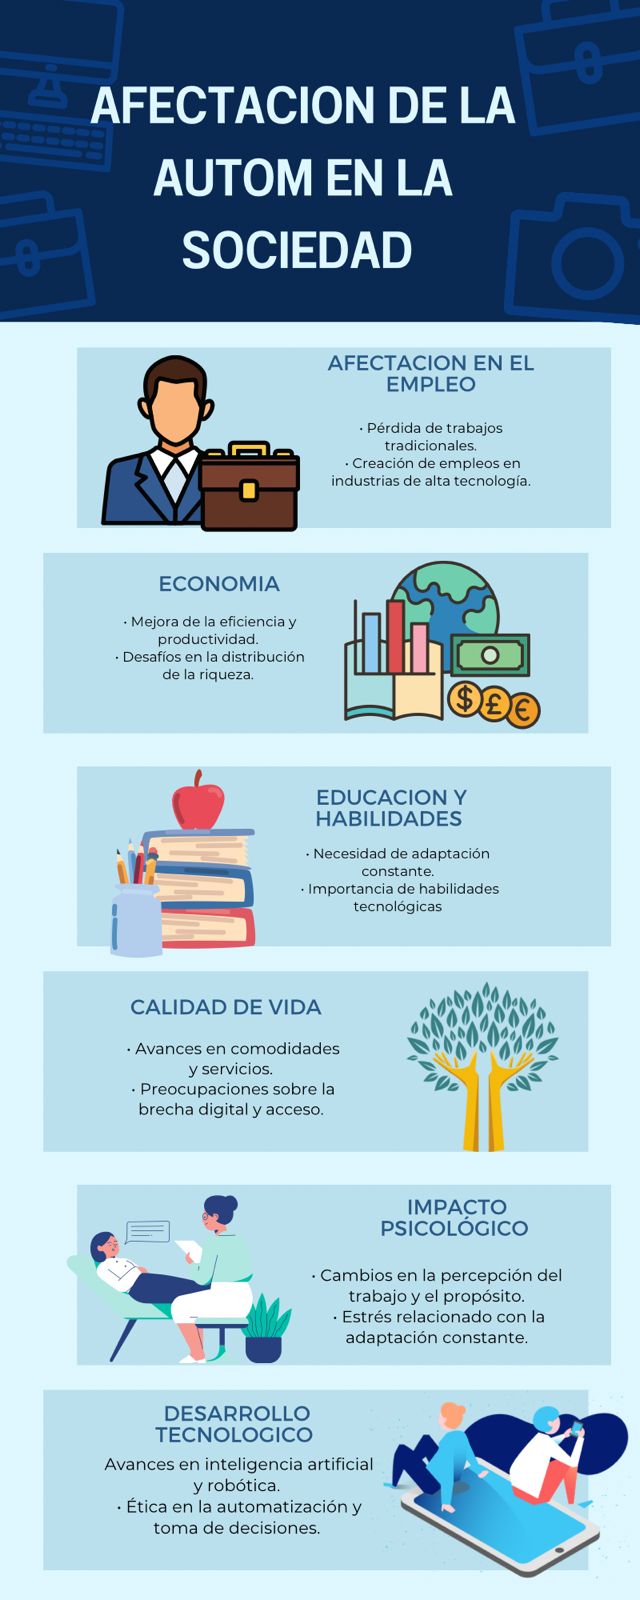 AFECTACION DE LA
AUTOM EN LA
SOCIEDAD
AFECTACION EN EL
EMPLEO
• Pérdida de trabajos
tradicionales.
• Creación de empleos en
industrias de alta tecnología.
ECONOMIA
• Mejora de la eficiencia y
productividad.
• Desafíos en la distribución
de la riqueza.
$ £ €
EDUCACION Y
HABILIDADES
• Necesidad de adaptación
constante.
• Importancia de habilidades
tecnológicas
CALIDAD DE VIDA
• Avances en comodidades
y servicios.
• Preocupaciones sobre la
brecha digital y acceso.
IMPACTO
PSICOLÓGICO
• Cambios en la percepción del
trabajo y el propósito.
• Estrés relacionado con la
adaptación constante.
DESARROLLO
TECNOLOGICO
Avances en inteligencia artificial
y robótica.
• Ética en la automatización y
toma de decisiones.